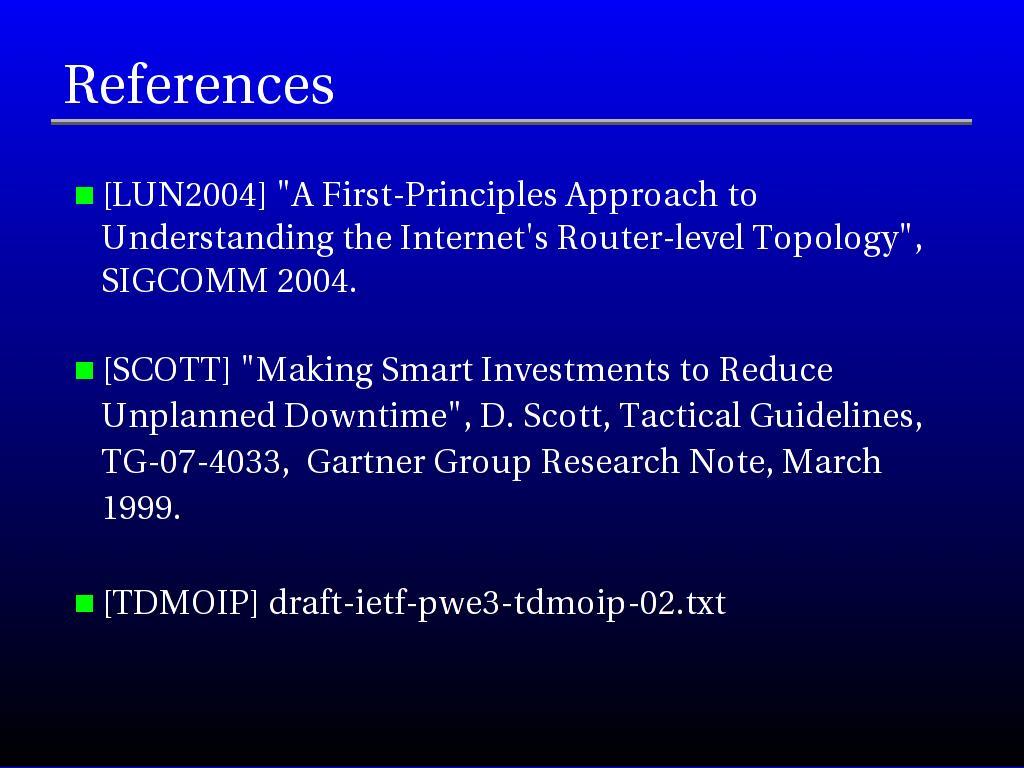 References
[LUN2004] "A First-Principles Approach to
Understanding the Internet's Router-level Topology",
SIGCOMM 2004.
[SCOTT] "Making Smart Investments to Reduce
Unplanned Downtime", D. Scott, Tactical Guidelines,
TG-07-4033,  Gartner Group Research Note, March
1999.
[TDMOIP] draft-ietf-pwe3-tdmoip-02.txt